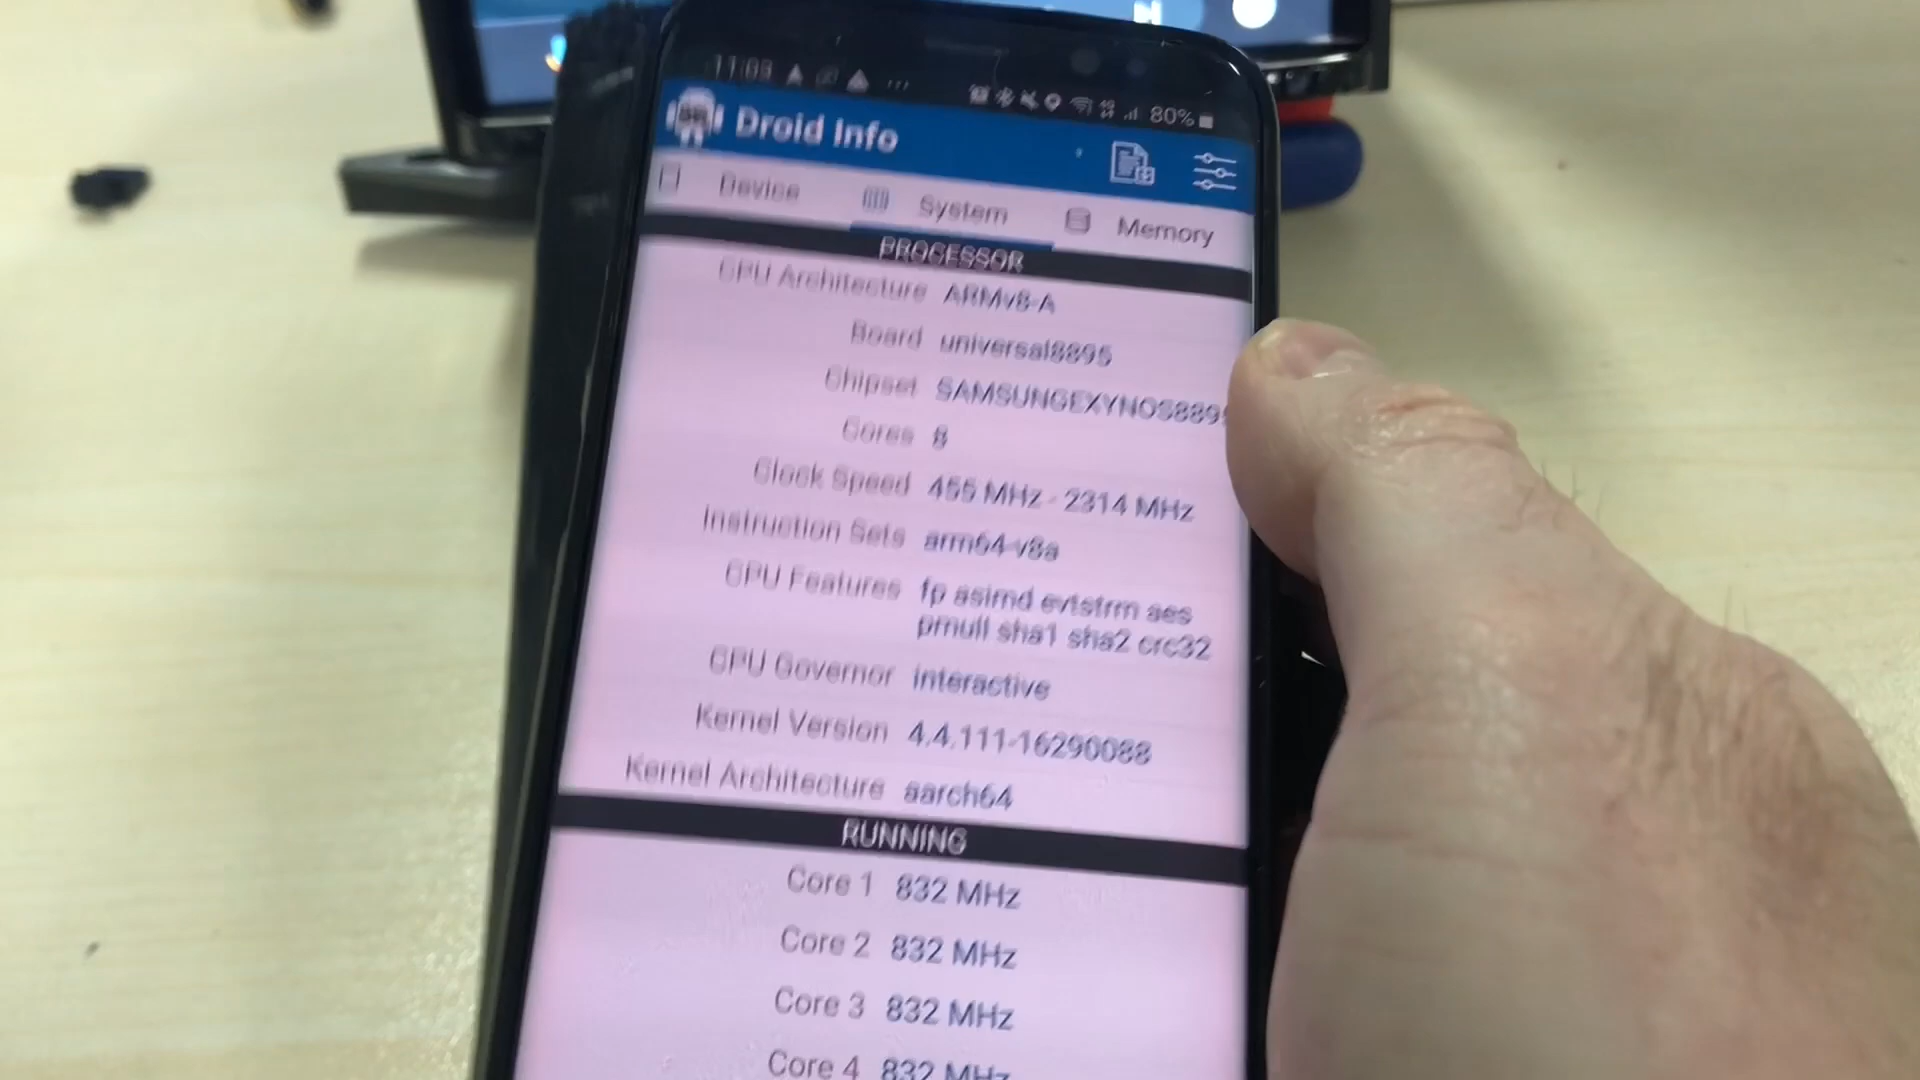 11:03 80%
Droid Info
Device System Memory
PROCESSOR
CPU Architecture ARMv8-A
Board universal8895
Chipset SAMSUNGEXYNOS889
Cores 8
Clock Speed 455 MHz - 2314 MHz
Instruction Sets arm64-v8a
CPU Features fp asimd evtstrm aes
pmull sha1 sha2 crc32
CPU Governor interactive
Kernel Version 4.4.111-16290088
Kernel Architecture aarch64
RUNNING
Core 1 832 MHz
Core 2 832 MHz
Core 3 832 MHz
Core 4 832 MHz